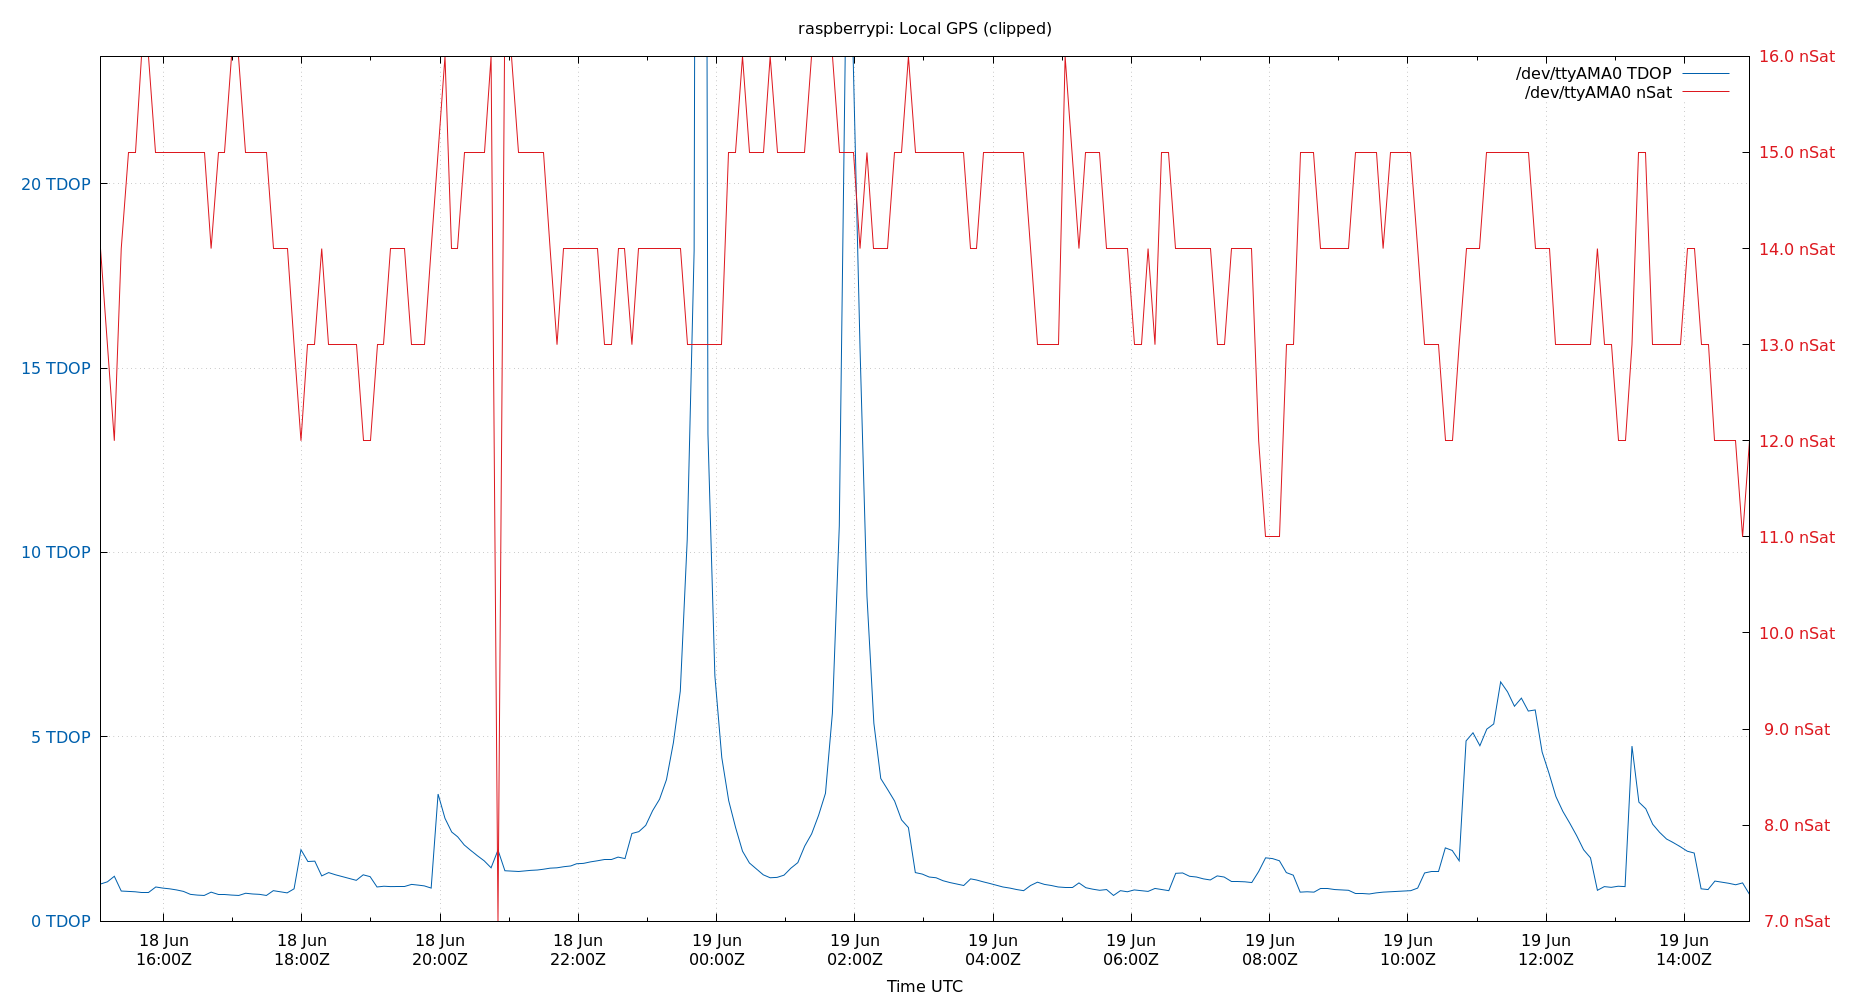 raspberrypi: Local GPS (clipped)
/dev/ttyAMA0 TDOP
/dev/ttyAMA0 nSat
20 TDOP
15 TDOP
10 TDOP
5 TDOP
0 TDOP
16.0 nSat
15.0 nSat
14.0 nSat
13.0 nSat
12.0 nSat
11.0 nSat
10.0 nSat
9.0 nSat
8.0 nSat
7.0 nSat
18 Jun
16:00Z
18 Jun
18:00Z
18 Jun
20:00Z
18 Jun
22:00Z
19 Jun
00:00Z
19 Jun
02:00Z
19 Jun
04:00Z
19 Jun
06:00Z
19 Jun
08:00Z
19 Jun
10:00Z
19 Jun
12:00Z
19 Jun
14:00Z
Time UTC